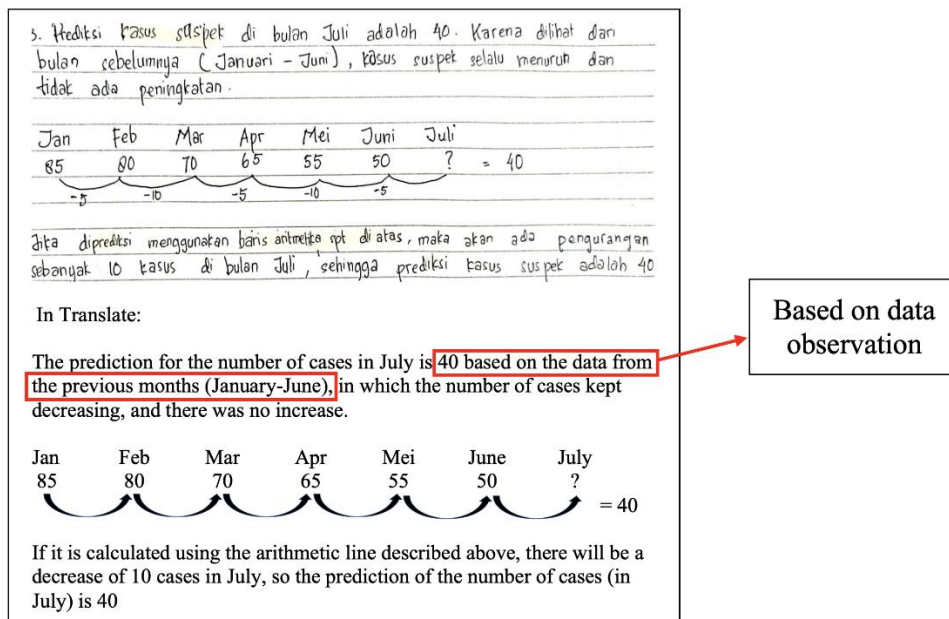 3. Prediksi kasus suspek di bulan Juli adalah 40. Karena dilihat dari
bulan sebelumnya (Januari - Juni), kasus suspek selalu menurun dan
tidak ada peningkatan.
Jan Feb Mar Apr Mei Juni Juli
85 80 70 65 55 50 ? = 40
-5 -10 -5 -10 -5
Jika diprediksi menggunakan baris aritmetika spt di atas, maka akan ada pengurangan
sebanyak 10 kasus di bulan Juli, sehingga prediksi kasus suspek adalah 40
In Translate:
The prediction for the number of cases in July is 40 based on the data from
the previous months (January-June), in which the number of cases kept
decreasing, and there was no increase.
Jan Feb Mar Apr Mei June July
85 80 70 65 55 50 ?
= 40
If it is calculated using the arithmetic line described above, there will be a
decrease of 10 cases in July, so the prediction of the number of cases (in
July) is 40
Based on data
observation